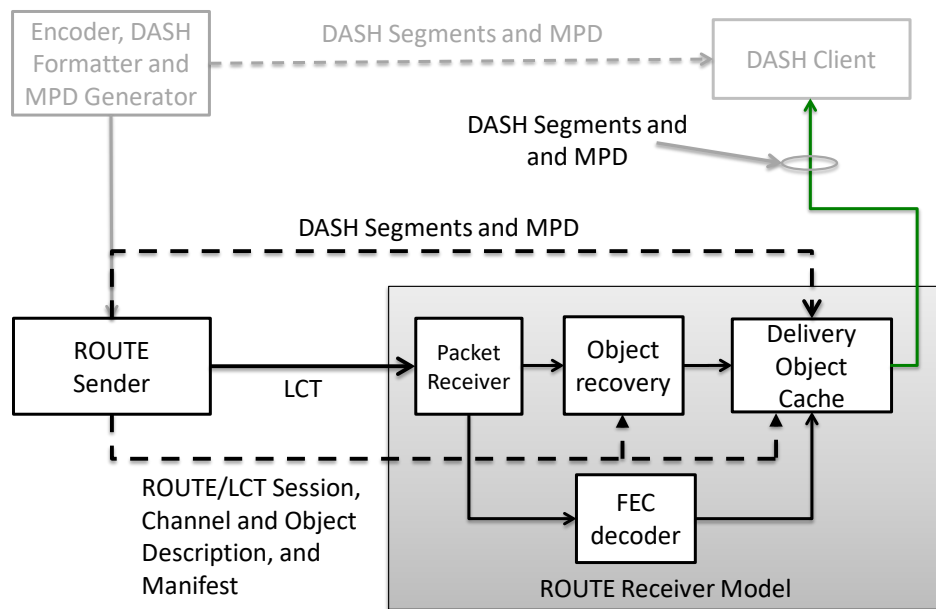 Encoder, DASH
Formatter and
MPD Generator
DASH Segments and MPD
DASH Client
DASH Segments and
and MPD
DASH Segments and MPD
ROUTE
Sender
LCT
Packet
Receiver
Object
recovery
Delivery
Object
Cache
ROUTE/LCT Session,
Channel and Object
Description, and
Manifest
FEC
decoder
ROUTE Receiver Model